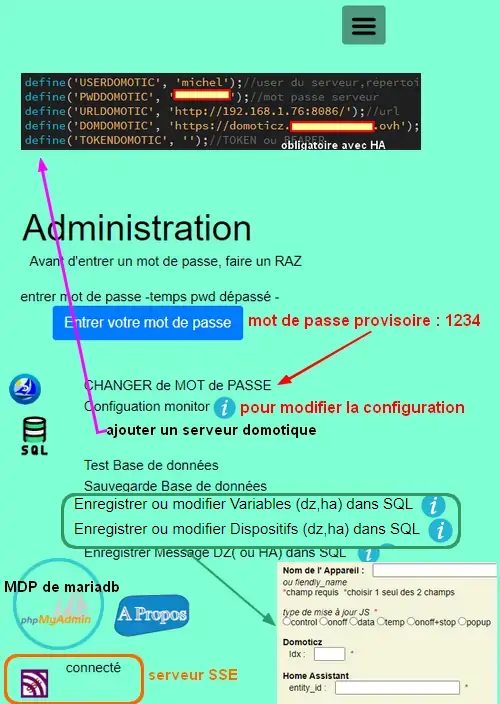 define('USERDOMOTIC', 'michel');//user du serveur,répertoi
define('PWDDOMOTIC', '');//mot passe serveur
define('URLDOMOTIC', 'http://192.168.1.76:8086/');//url
define('DOMDOMOTIC', 'https://domoticz. .ovh');
define('TOKENDOMOTIC', '');//TOKEN ou BEARER
obligatoire avec HA
Administration
Avant d'entrer un mot de passe, faire un RAZ
entrer mot de passe -temps pwd dépassé -
Entrer votre mot de passe
mot de passe provisoire : 1234
CHANGER de MOT de PASSE
Configuation monitor i pour modifier la configuration
ajouter un serveur domotique
SQL
Test Base de données
Sauvegarde Base de données
Enregistrer ou modifier Variables (dz,ha) dans SQL i
Enregistrer ou modifier Dispositifs (dz,ha) dans SQL i
Enregistrer Message DZ( ou HA) dans SQL i
MDP de mariadb
phpMyAdmin
A Propos
connecté
serveur SSE
Nom de l' Appareil :
ou fiendly_name
*champ requis *choisir 1 seul des 2 champs
type de mise à jour JS *
control onoff data temp onoff+stop popup
Domoticz
Idx : *
Home Assistant
entity_id : *